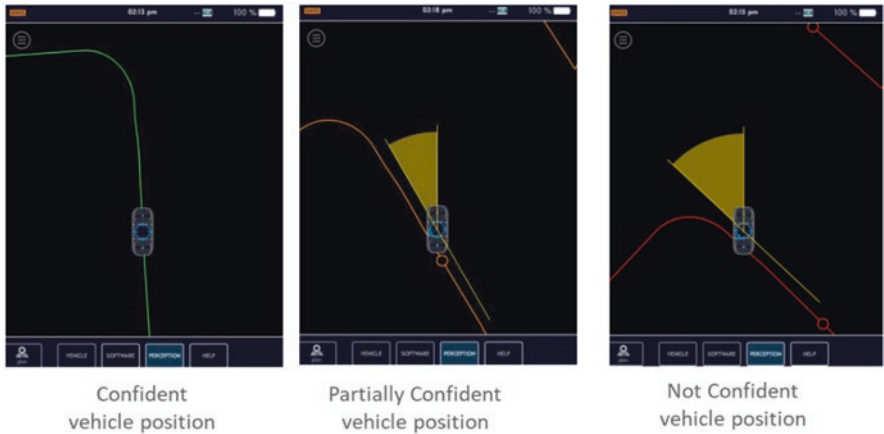 02:13 pm
100 %
plus
VEHICLE
SOFTWARE
PERCEPTION
HELP
Confident
vehicle position
02:18 pm
100 %
VEHICLE
SOFTWARE
PERCEPTION
HELP
Partially Confident
vehicle position
02:15 pm
100 %
VEHICLE
SOFTWARE
PERCEPTION
HELP
Not Confident
vehicle position